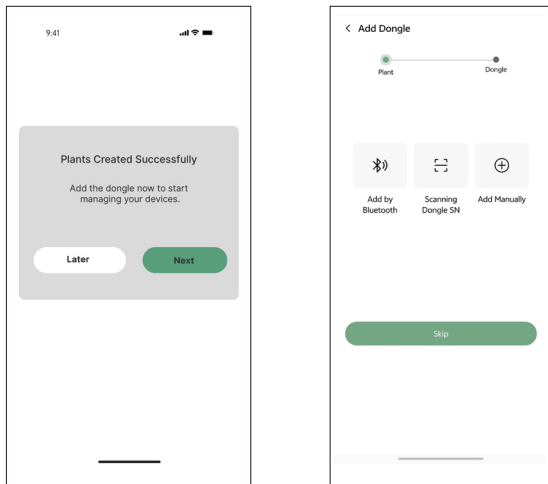 9:41
Plants Created Successfully
Add the dongle now to start
managing your devices.
Later
Next
Add Dongle
Plant
Dongle
Add by
Bluetooth
Scanning
Dongle SN
Add Manually
Skip